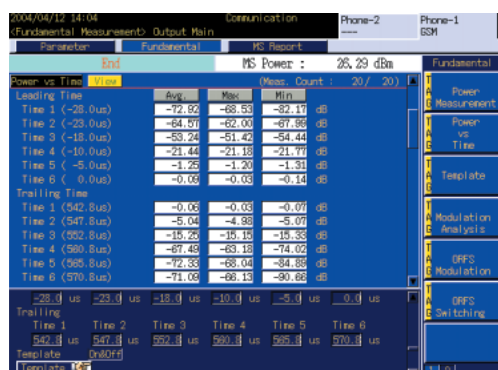 2004/04/12 14:04 Communication Phone-2 Phone-1
<Fundamental Measurement> Output Main ---- GSM
Parameter Fundamental MS Report
End MS Power : 26.29 dBm Fundamental
Power vs Time View (Meas. Count : 20/ 20)
Leading Time Avg. Max Min
Time 1 (-28.0us) -72.92 -68.53 -82.17 dB
Time 2 (-23.0us) -64.57 -62.00 -67.99 dB
Time 3 (-18.0us) -53.24 -51.42 -54.44 dB
Time 4 (-10.0us) -21.44 -21.18 -21.77 dB
Time 5 ( -5.0us) -1.25 -1.20 -1.31 dB
Time 6 ( 0.0us) -0.09 -0.03 -0.14 dB
Trailing Time
Time 1 (542.8us) -0.06 -0.03 -0.07 dB
Time 2 (547.8us) -5.04 -4.98 -5.07 dB
Time 3 (552.8us) -15.25 -15.15 -15.33 dB
Time 4 (560.8us) -67.49 -63.18 -74.02 dB
Time 5 (565.8us) -72.33 -68.04 -84.89 dB
Time 6 (570.8us) -71.09 -66.13 -90.66 dB
-28.0 us -23.0 us -18.0 us -10.0 us -5.0 us 0.0 us
Trailing
Time 1 Time 2 Time 3 Time 4 Time 5 Time 6
542.8 us 547.8 us 552.8 us 560.8 us 565.8 us 570.8 us
Template On&Off
Template
TAG Power Measurement
TAG Power vs Time
TAG Template
TAG Modulation Analysis
TAG ORFS Modulation
TAG ORFS Switching
1